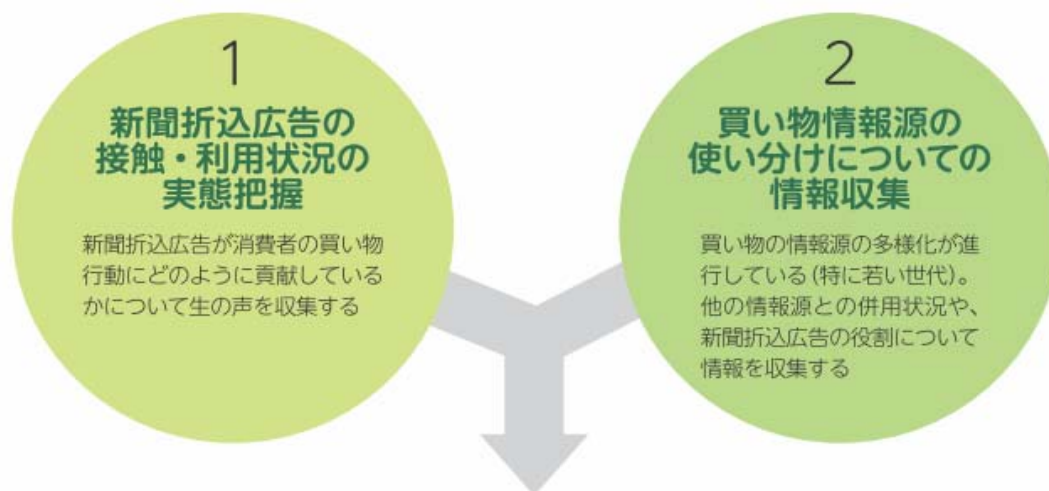 1
新聞折込広告の
接触・利用状況の
実態把握
新聞折込広告が消費者の買い物
行動にどのように貢献している
かについて生の声を収集する
2
買い物情報源の
使い分けについての
情報収集
買い物の情報源の多様化が進
行している（特に若い世代）。
他の情報源との併用状況や、
新聞折込広告の役割について
情報を収集する